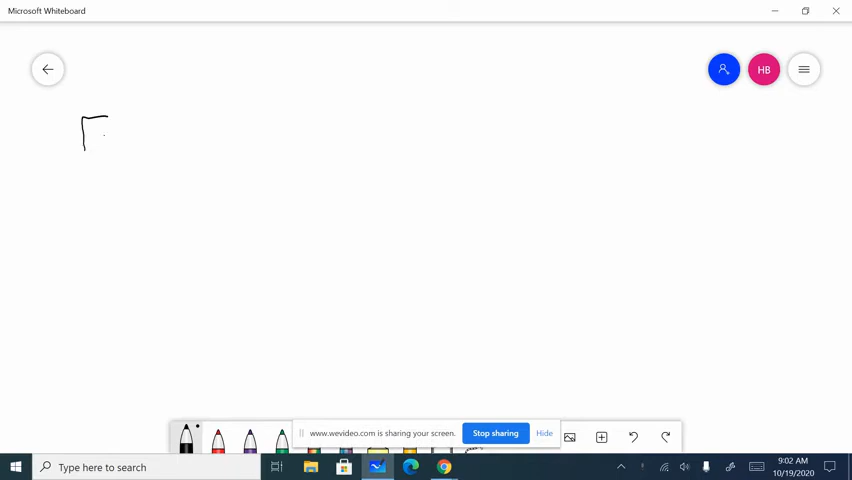 Microsoft Whiteboard
HB
www.wevideo.com is sharing your screen.
Stop sharing
Hide
Type here to search
9:02 AM
10/19/2020